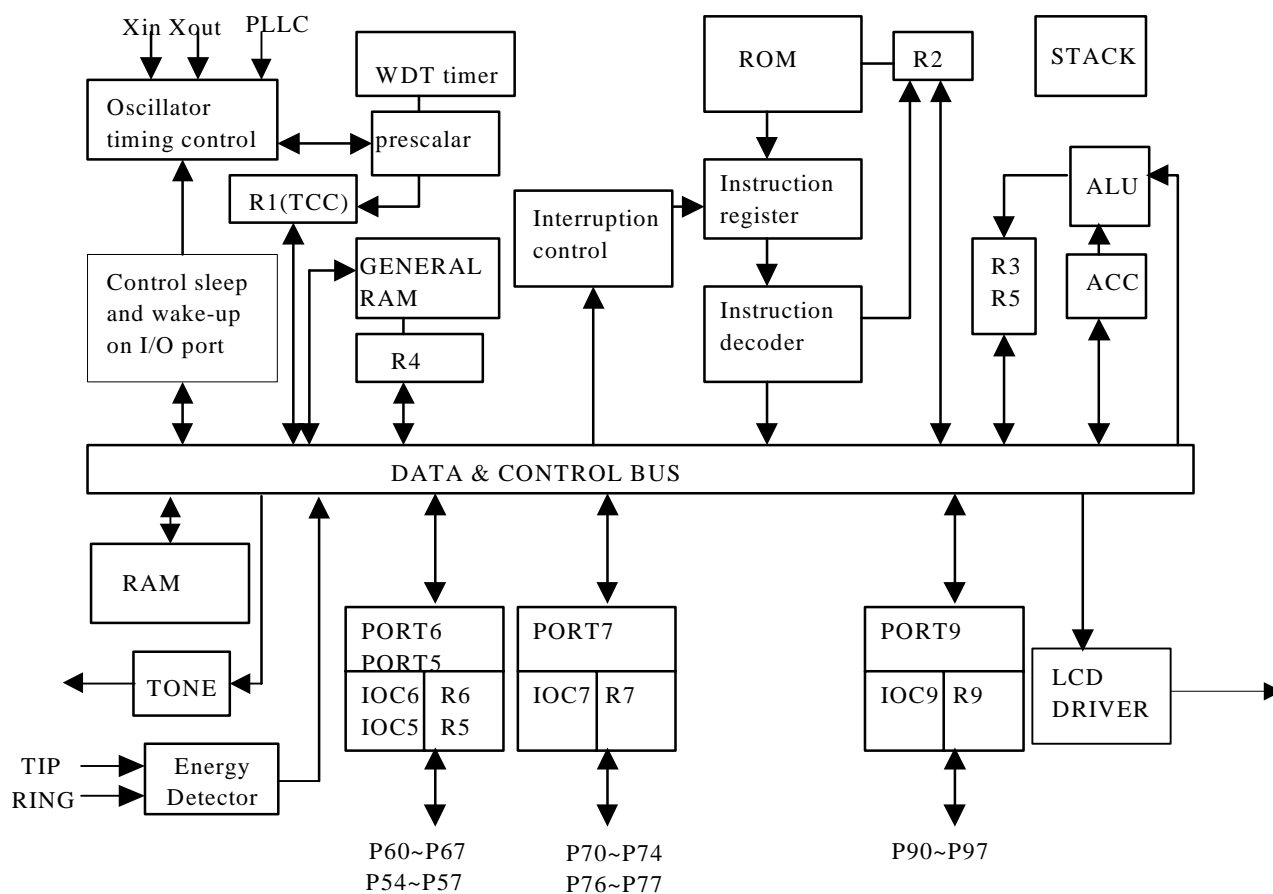 Xin Xout
PLLC
Oscillator
timing control
WDT timer
prescalar
R1(TCC)
ROM
R2
STACK
Instruction
register
Interruption
control
ALU
Control sleep
and wake-up
on I/O port
GENERAL
RAM
R4
Instruction
decoder
R3
R5
ACC
DATA & CONTROL BUS
RAM
TONE
TIP
RING
Energy
Detector
PORT6
PORT5
IOC6
IOC5
R6
R5
P60~P67
P54~P57
PORT7
IOC7
R7
P70~P74
P76~P77
PORT9
IOC9
R9
P90~P97
LCD
DRIVER